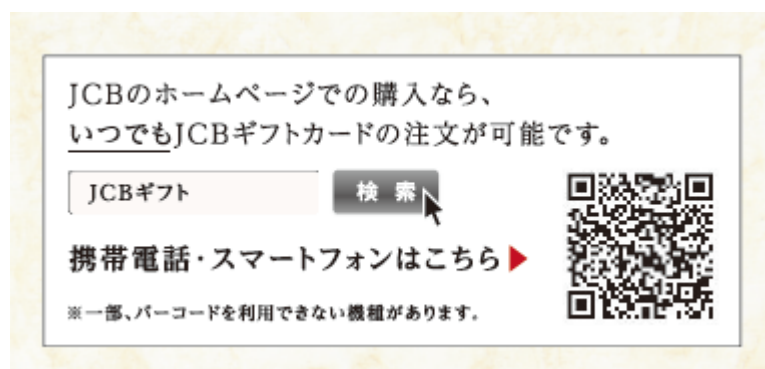 JCBのホームページでの購入なら、
いつでもJCBギフトカードの注文が可能です。
JCBギフト 検 索
携帯電話・スマートフォンはこちら▶
※一部、バーコードを利用できない機種があります。